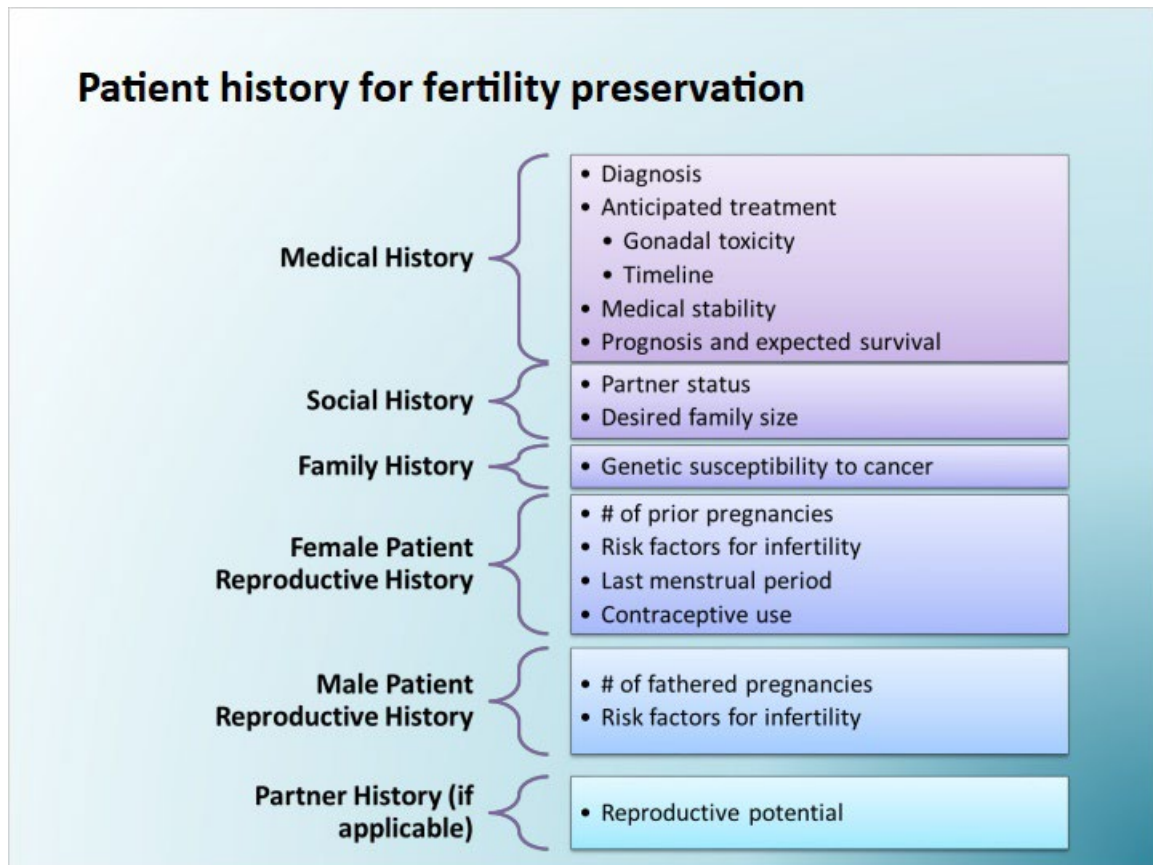 Patient history for fertility preservation
Medical History
• Diagnosis
• Anticipated treatment
• Gonadal toxicity
• Timeline
• Medical stability
• Prognosis and expected survival
Social History
• Partner status
• Desired family size
Family History
• Genetic susceptibility to cancer
Female Patient
Reproductive History
• # of prior pregnancies
• Risk factors for infertility
• Last menstrual period
• Contraceptive use
Male Patient
Reproductive History
• # of fathered pregnancies
• Risk factors for infertility
Partner History (if
applicable)
• Reproductive potential